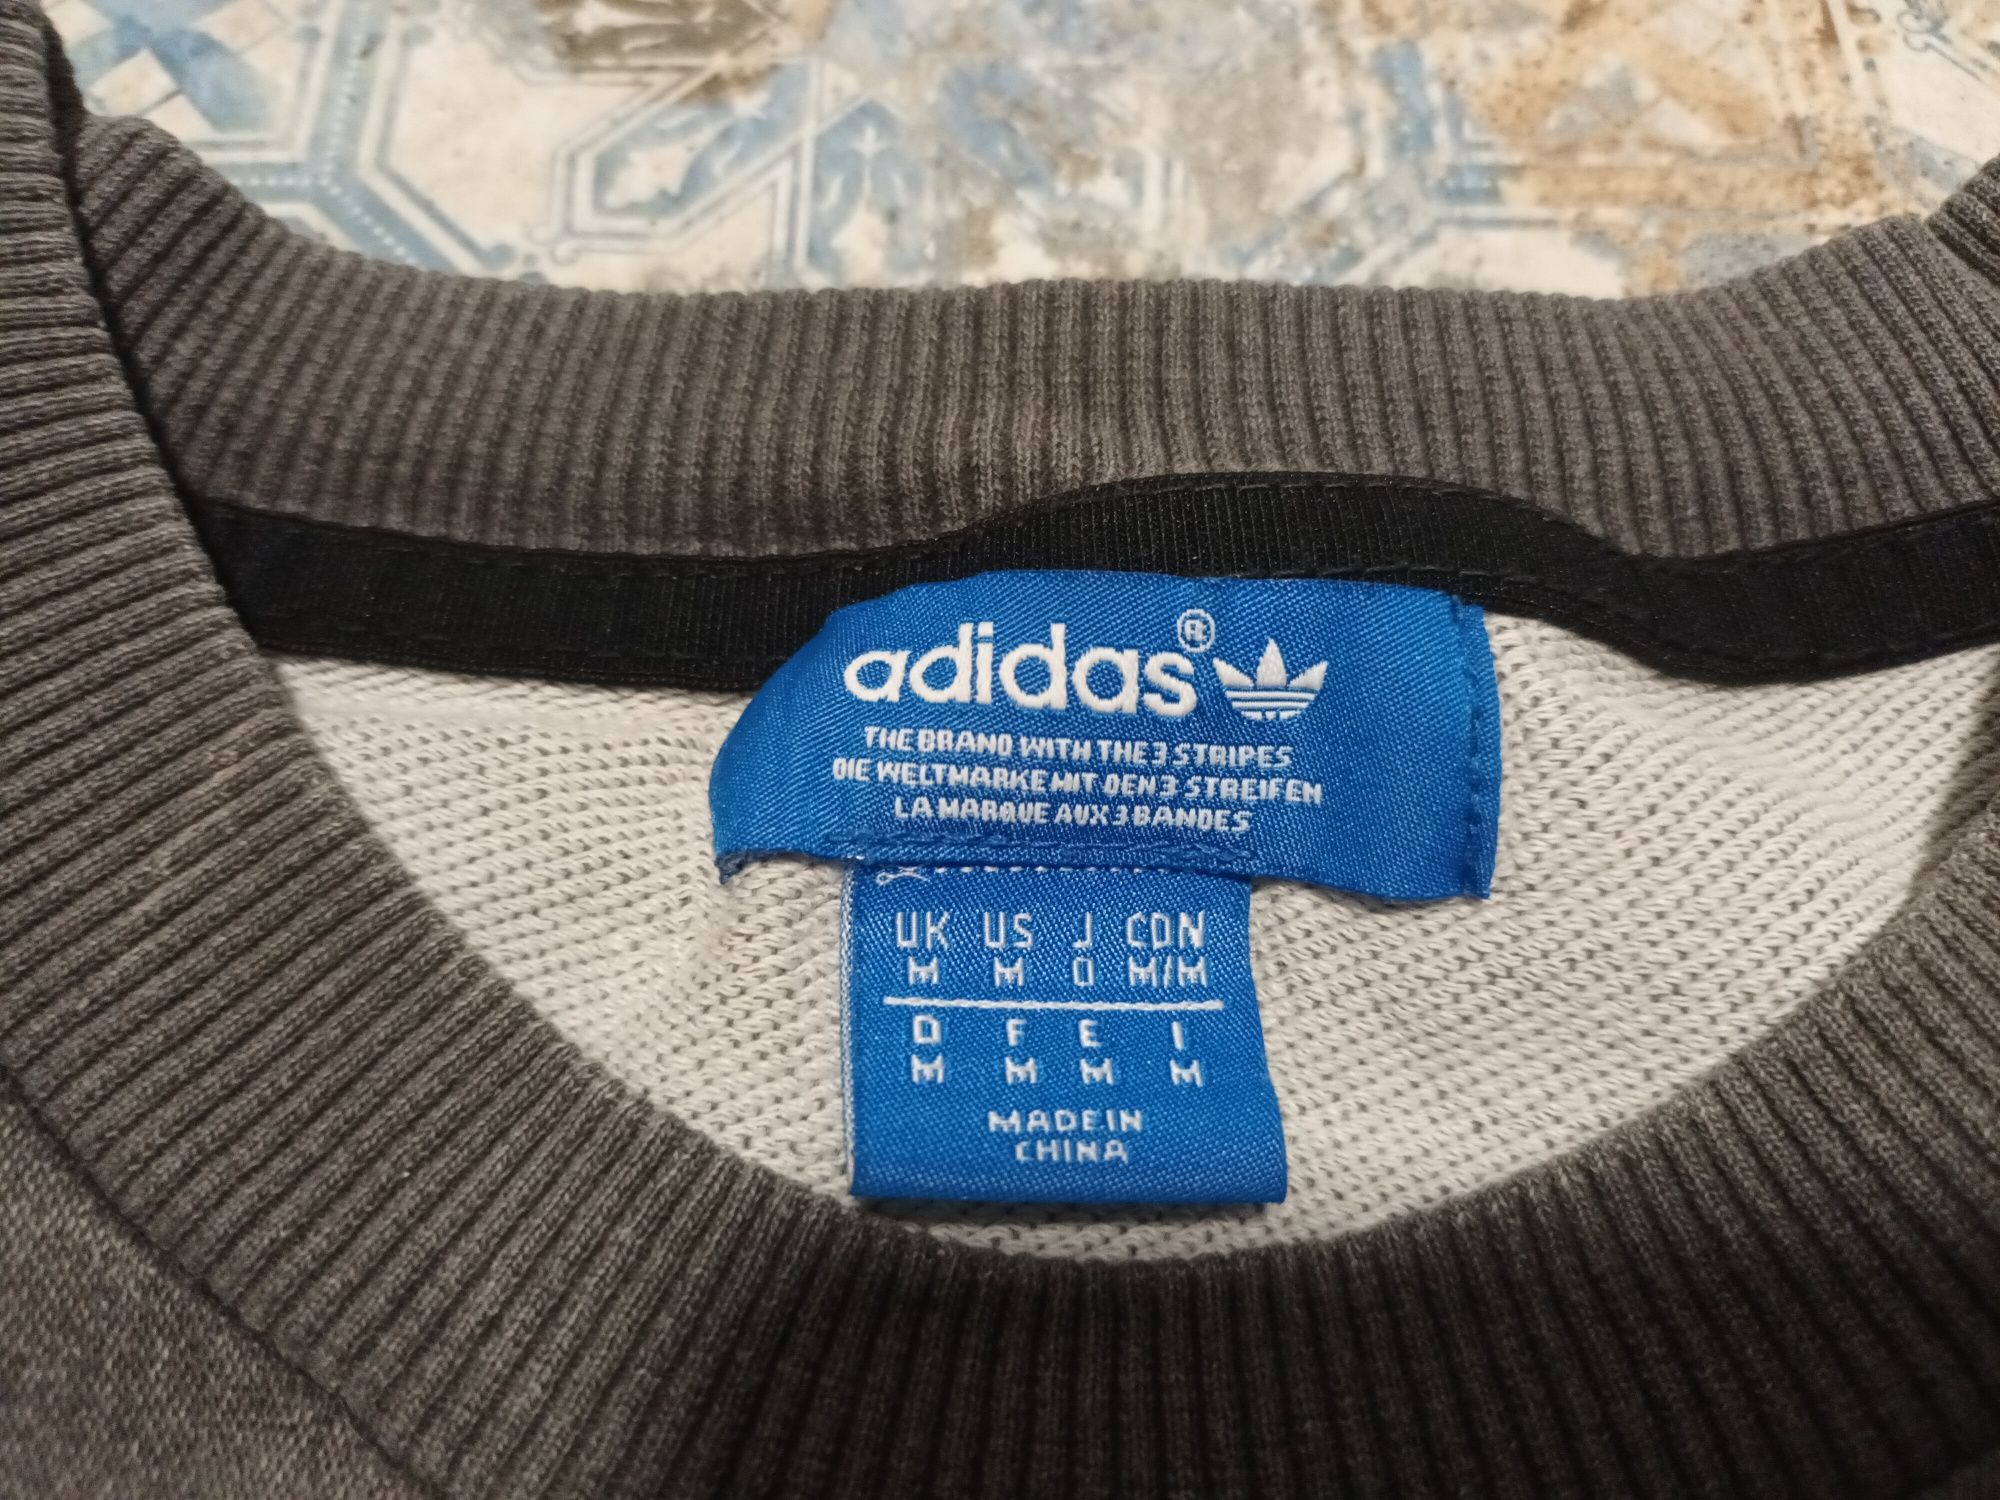 adidas®
THE BRAND WITH THE 3 STRIPES
DIE WELTMARKE MIT DEN 3 STREIFEN
LA MARQUE AUX 3 BANDES
UK US J CDN
M M O M/M
D F E I
M M M M
MADE IN
CHINA